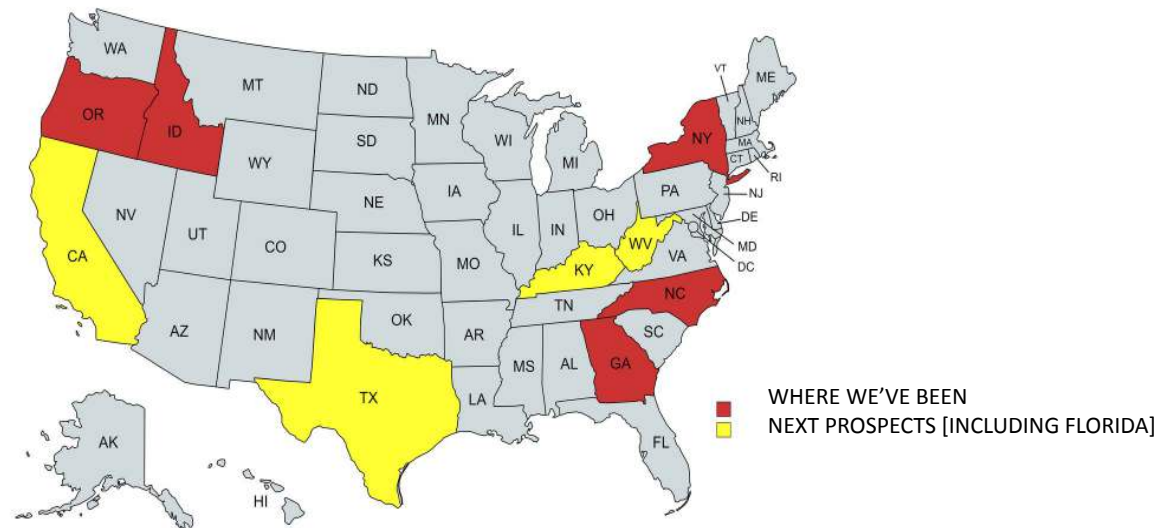 WA
MT
ND
MN
VT
ME
OR
ID
SD
WI
MI
NY
NH
MA
CT
RI
WY
IA
NE
PA
NJ
NV
UT
CO
IL
IN
OH
DE
CA
KS
MO
KY
WV
VA
MD
DC
AZ
NM
OK
AR
TN
NC
SC
MS
AL
GA
TX
LA
FL
AK
HI
WHERE WE’VE BEEN
NEXT PROSPECTS [INCLUDING FLORIDA]